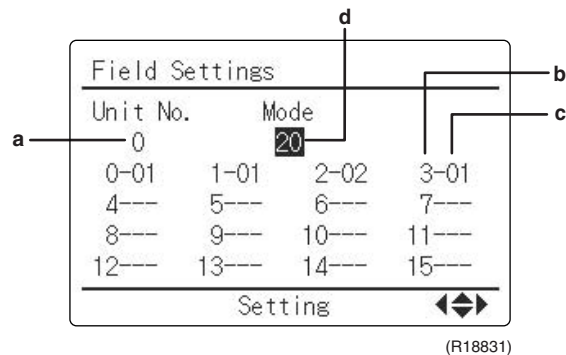 d
Field Settings
b
Unit No. Mode
c
a
0 20
0-01 1-01 2-02 3-01
4--- 5--- 6--- 7---
8--- 9--- 10--- 11---
12--- 13--- 14--- 15---
Setting
(R18831)